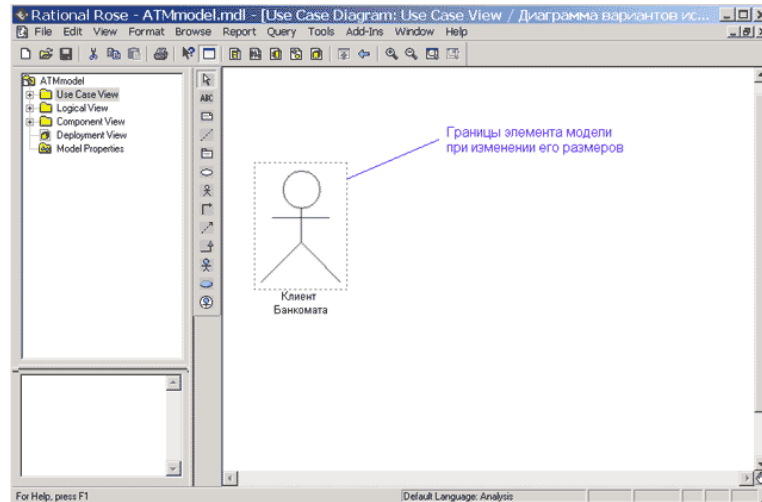 Rational Rose - ATMmodel.mdl - [Use Case Diagram: Use Case View / Диаграмма вариантов ис...
File Edit View Format Browse Report Query Tools Add-Ins Window Help
ATMmodel
Use Case View
Logical View
Component View
Deployment View
Model Properties
ABC
Границы элемента модели
при изменении его размеров
Клиент
Банкомата
For Help, press F1
Default Language: Analysis